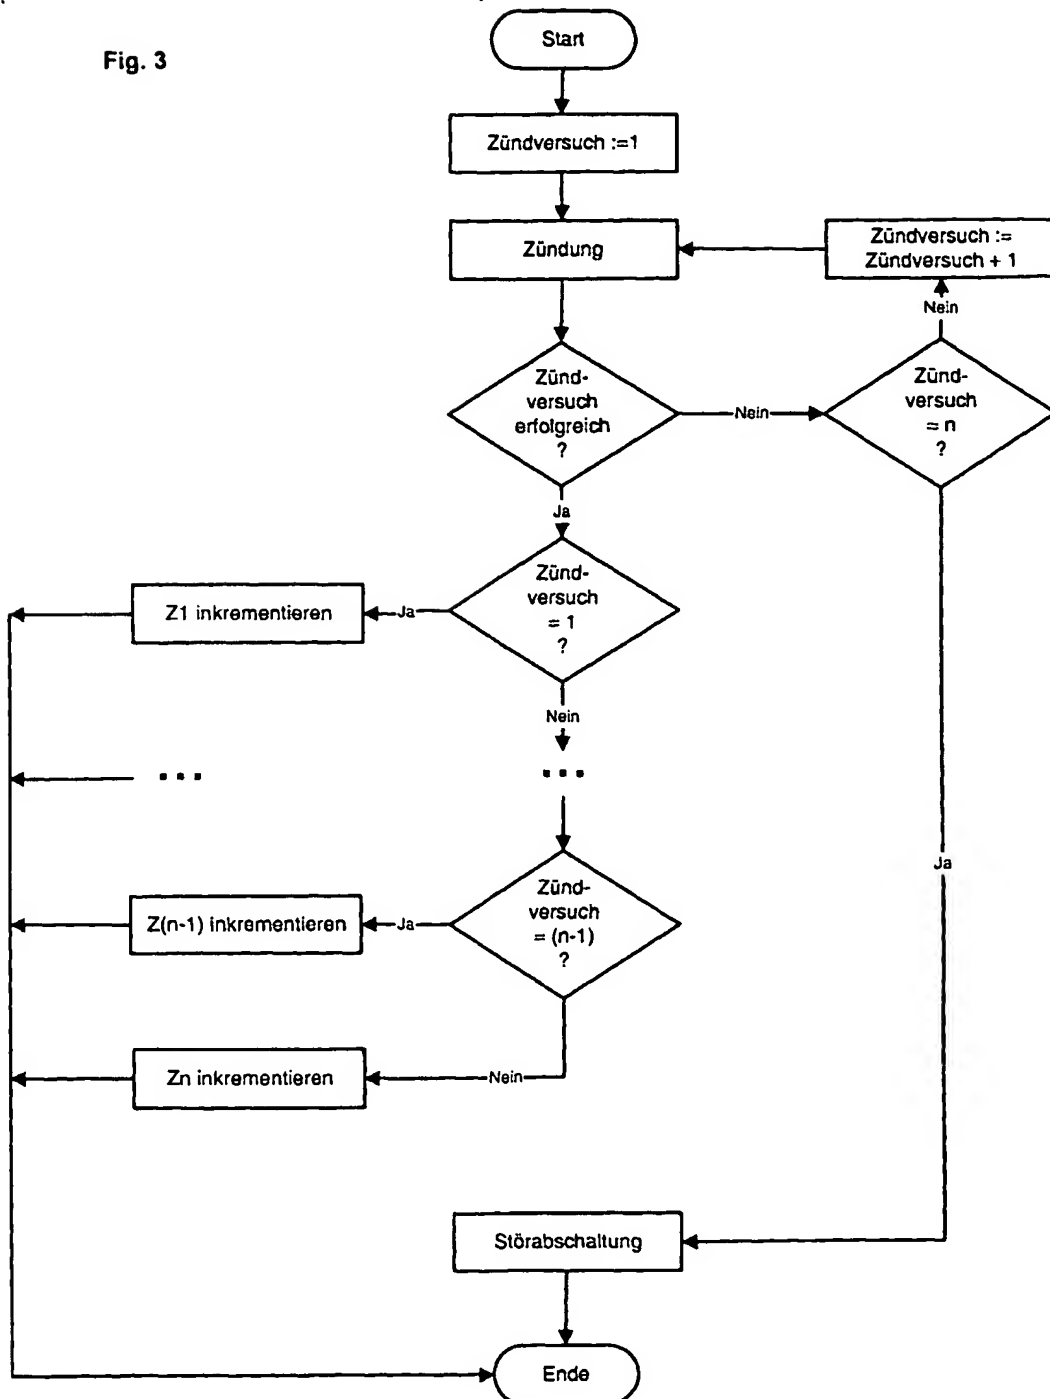 Fig. 3
Start
Zündversuch :=1
Zündung
Zündversuch :=
Zündversuch + 1
Nein
Zünd-
versuch
erfolgreich
?
Nein
Zünd-
versuch
= n
?
Ja
Zünd-
versuch
= 1
?
Ja
Z1 inkrementieren
Nein
...
...
Ja
Zünd-
versuch
= (n-1)
?
Ja
Z(n-1) inkrementieren
Nein
Zn inkrementieren
Störabschaltung
Ende